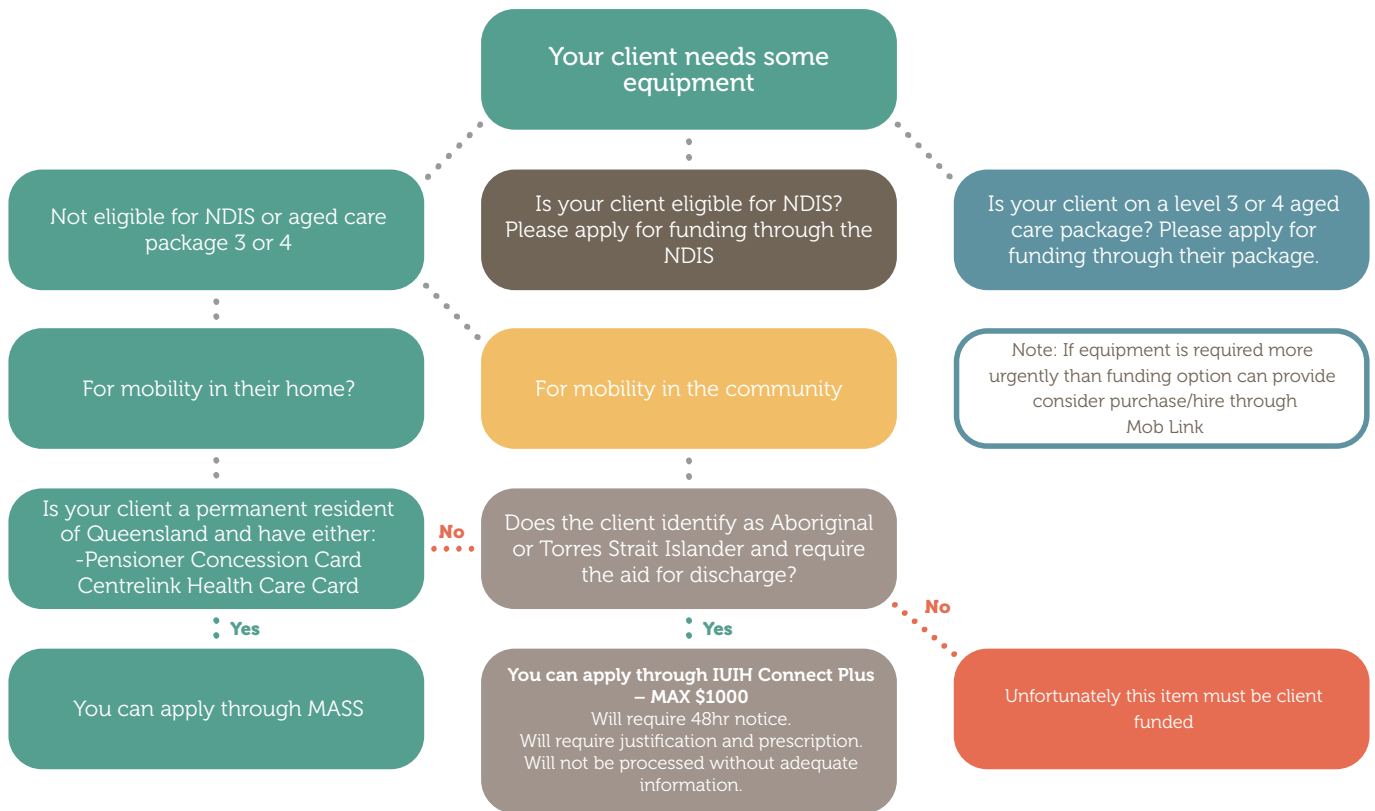 Your client needs some
equipment
Not eligible for NDIS or aged care
package 3 or 4
Is your client eligible for NDIS?
Please apply for funding through the
NDIS
Is your client on a level 3 or 4 aged
care package? Please apply for
funding through their package.
For mobility in their home?
For mobility in the community
Note: If equipment is required more
urgently than funding option can provide
consider purchase/hire through
Mob Link
Is your client a permanent resident
of Queensland and have either:
-Pensioner Concession Card
Centrelink Health Care Card
No
Does the client identify as Aboriginal
or Torres Strait Islander and require
the aid for discharge?
No
Yes
Yes
You can apply through MASS
You can apply through IUIH Connect Plus
– MAX $1000
Will require 48hr notice.
Will require justification and prescription.
Will not be processed without adequate
information.
Unfortunately this item must be client
funded